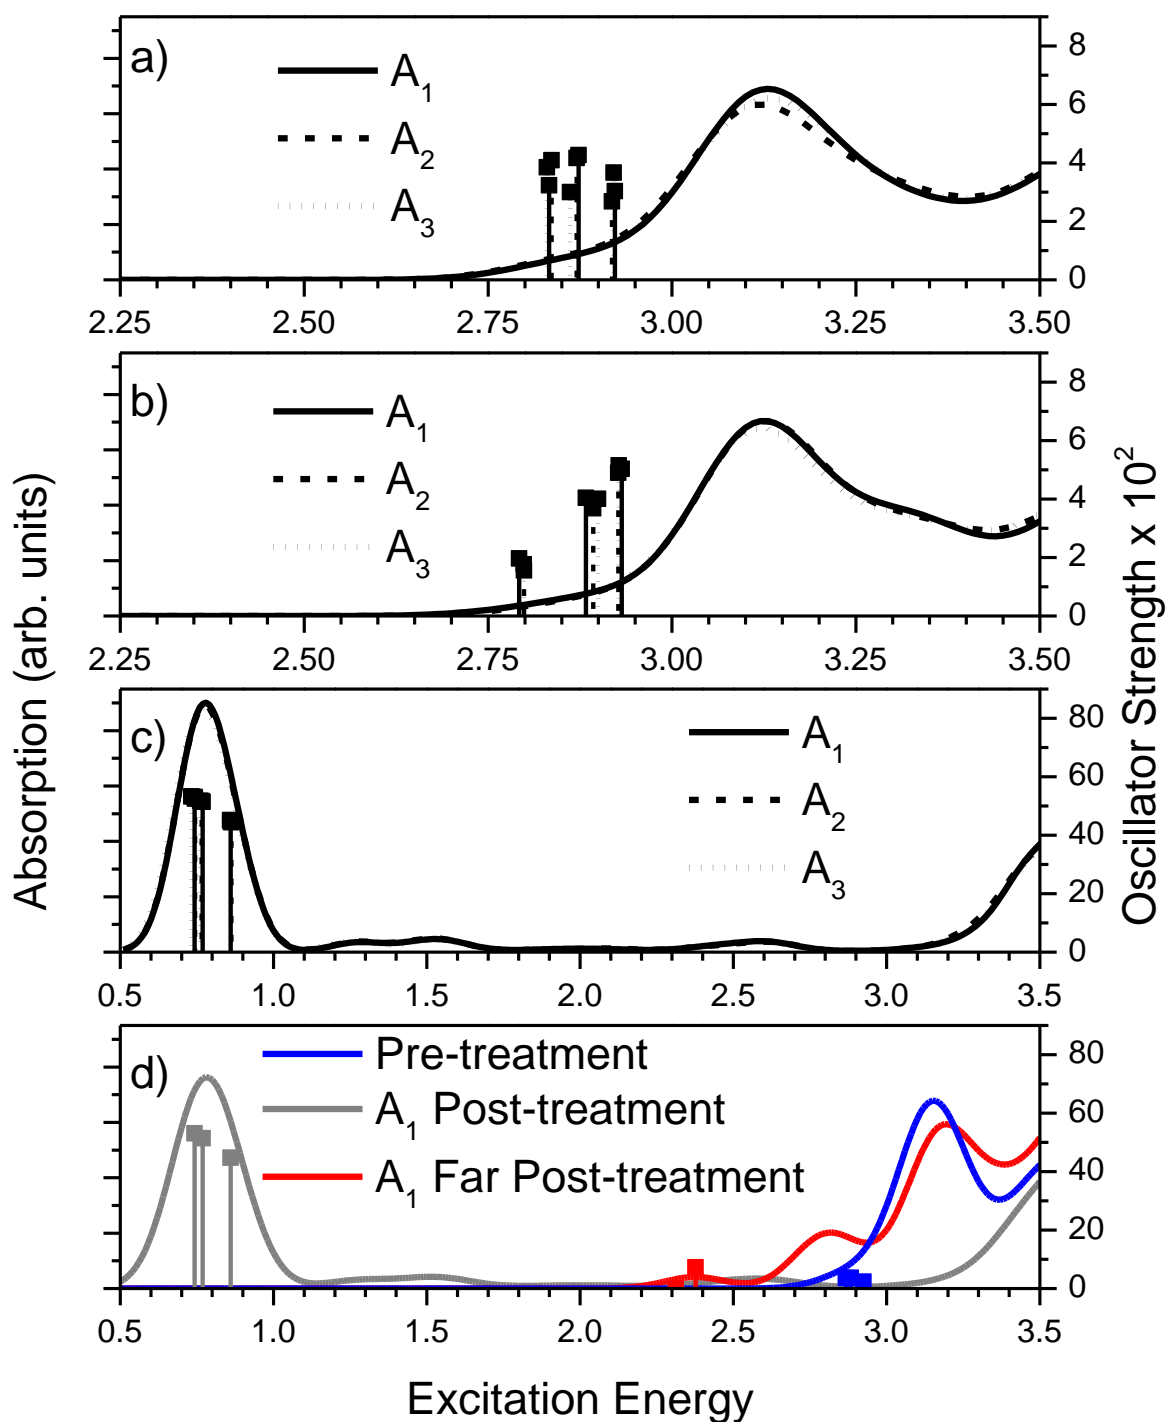 a)
A1
A2
A3
8
6
4
2
0
2.25 2.50 2.75 3.00 3.25 3.50
b)
A1
A2
A3
8
6
4
2
0
2.25 2.50 2.75 3.00 3.25 3.50
c)
A1
A2
A3
80
60
40
20
0
0.5 1.0 1.5 2.0 2.5 3.0 3.5
d)
Pre-treatment
A1 Post-treatment
A1 Far Post-treatment
80
60
40
20
0
0.5 1.0 1.5 2.0 2.5 3.0 3.5
Excitation Energy
Absorption (arb. units)
Oscillator Strength x 10²